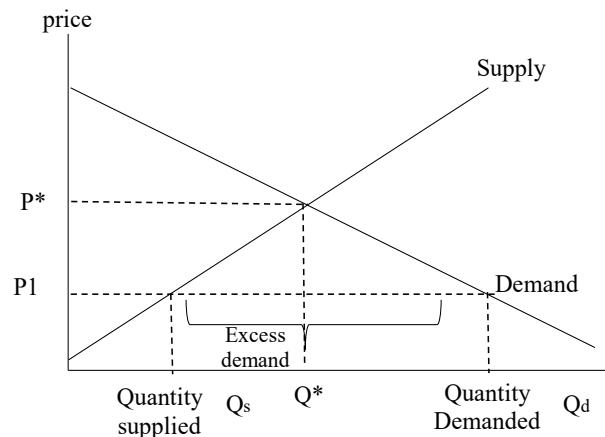 price
Supply
P*
P1
Demand
Excess
demand
Quantity
supplied
Qs
Q*
Quantity
Demanded
Qd